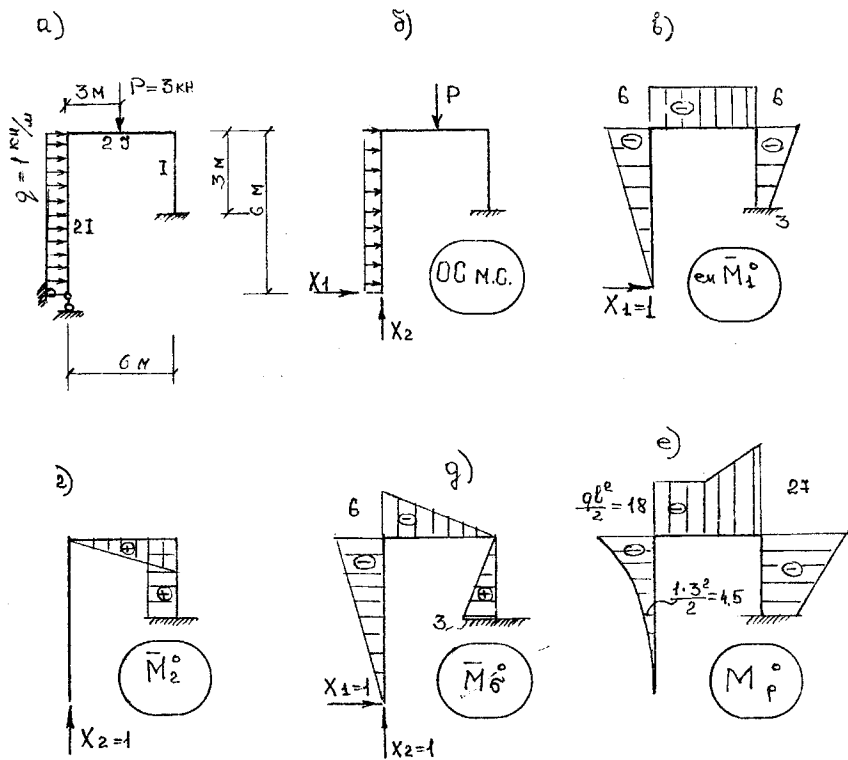 а)
3 м
P = 3 кн
q = 1 кн/м
2 I
I
2I
3 м
6 м
6 м
б)
P
ОС м.с.
X1
X2
в)
6
6
⊖
⊖
⊖
3
ен M̄1°
X1=1
г)
⊕
⊕
M̄2°
X2=1
д)
6
⊖
⊖
⊕
3
M̄б°
X1=1
X2=1
е)
ql²/2 = 18
27
⊖
⊖
⊖
1·3²/2 = 4,5
Mp°